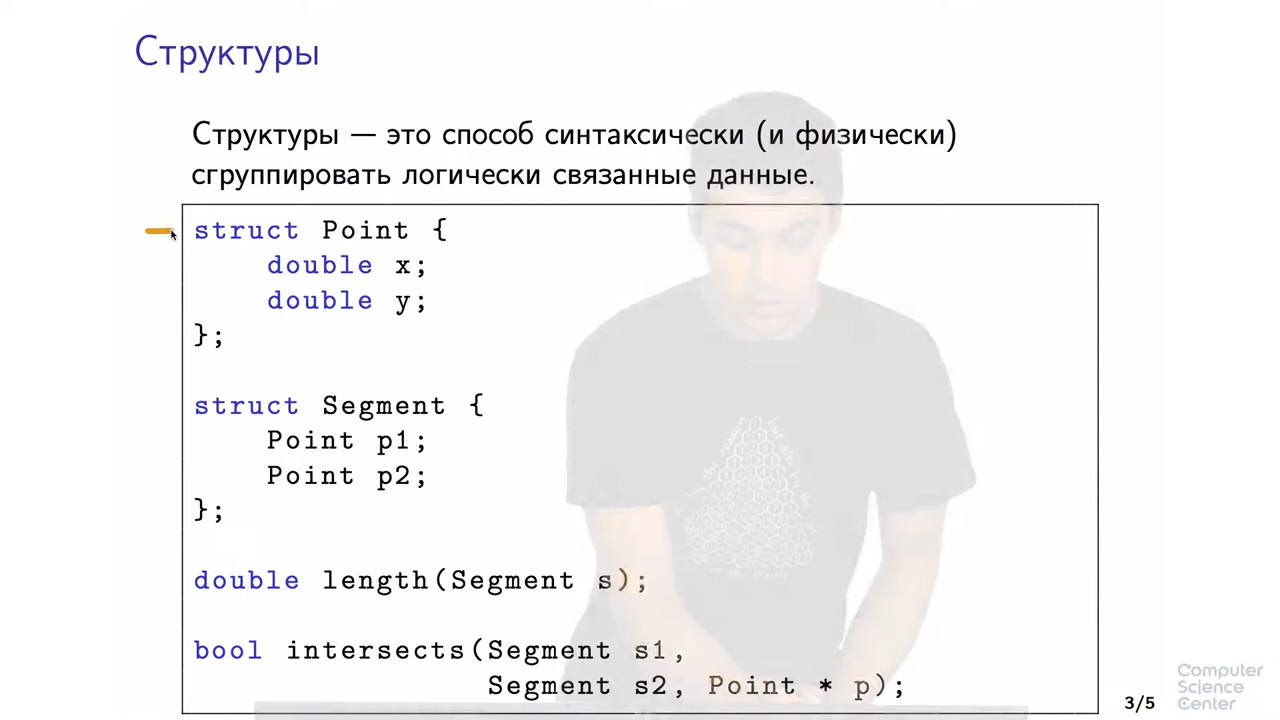 Структуры
Структуры — это способ синтаксически (и физически)
сгруппировать логически связанные данные.
struct Point {
    double x;
    double y;
};
struct Segment {
    Point p1;
    Point p2;
};
double length(Segment s);
bool intersects(Segment s1,
                Segment s2, Point * p);
3/5
Computer
Science
Center